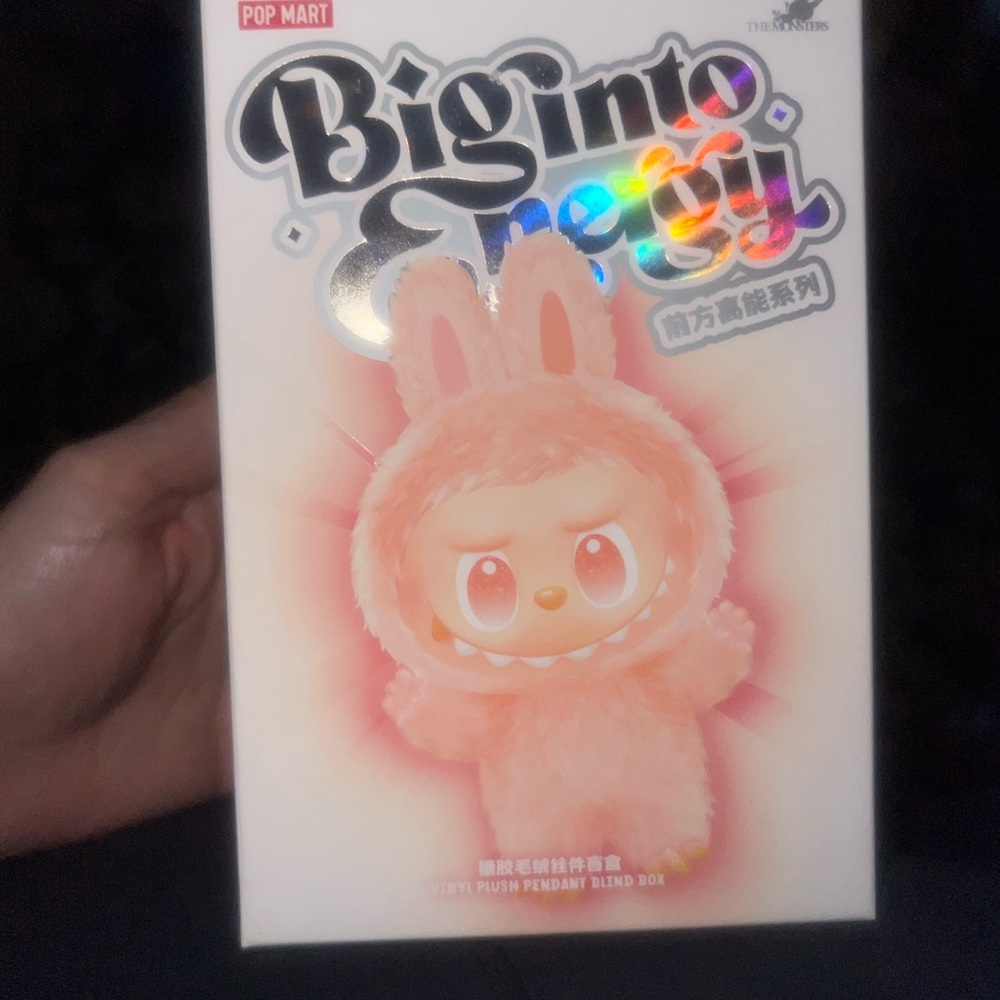 POP MART
THE MONSTERS
Big into
Energy
前方高能系列
搪胶毛绒挂件盲盒
VINYL PLUSH PENDANT BLIND BOX